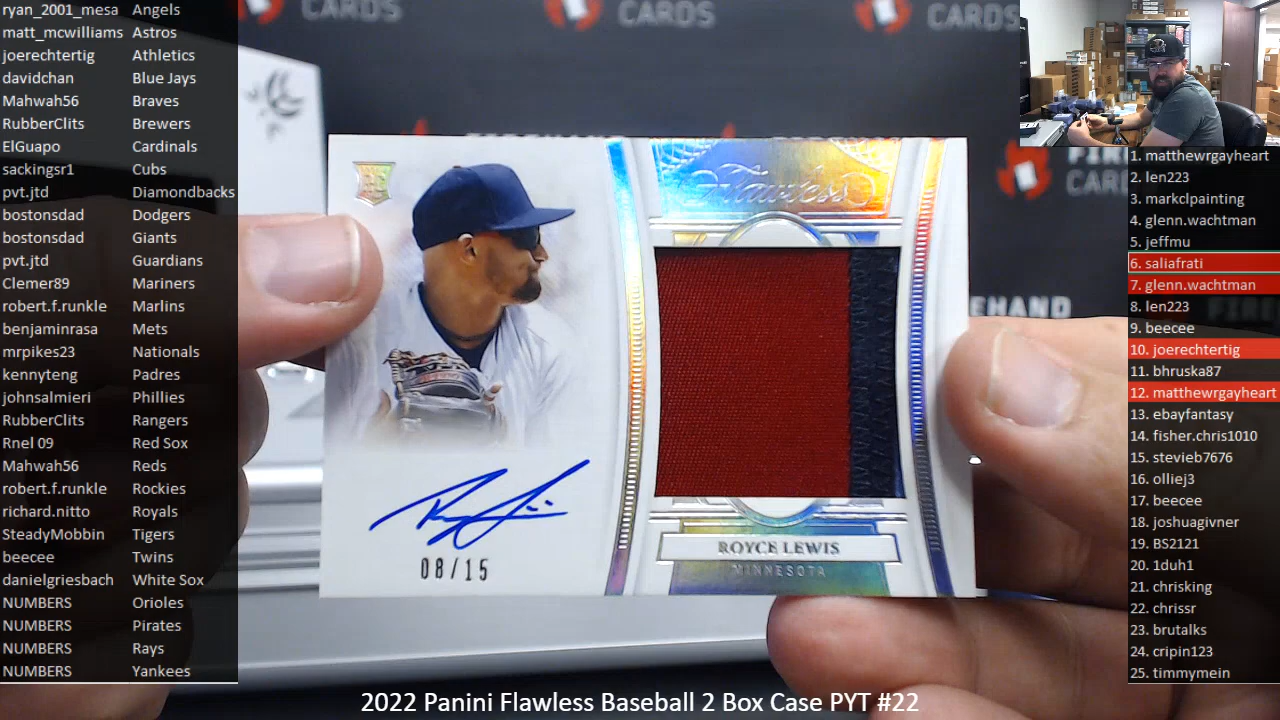 ryan_2001_mesa Angels
matt_mcwilliams Astros
joerechtertig Athletics
davidchan Blue Jays
Mahwah56 Braves
RubberClits Brewers
ElGuapo Cardinals
sackingsr1 Cubs
pvt.jtd Diamondbacks
bostonsdad Dodgers
bostonsdad Giants
pvt.jtd Guardians
Clemer89 Mariners
robert.f.runkle Marlins
benjaminrasa Mets
mrpikes23 Nationals
kennyteng Padres
johnsalmieri Phillies
RubberClits Rangers
Rnel 09 Red Sox
Mahwah56 Reds
robert.f.runkle Rockies
richard.nitto Royals
SteadyMobbin Tigers
beecee Twins
danielgriesbach White Sox
NUMBERS Orioles
NUMBERS Pirates
NUMBERS Rays
NUMBERS Yankees
CARDS
CARDS
CARDS
CARDS
Flawless
08/15
ROYCE LEWIS
MINNESOTA
1. matthewrgayheart
2. len223
3. markclpainting
4. glenn.wachtman
5. jeffmu
6. saliafrati
7. glenn.wachtman
8. len223
9. beecee
10. joerechtertig
11. bhruska87
12. matthewrgayheart
13. ebayfantasy
14. fisher.chris1010
15. stevieb7676
16. olliej3
17. beecee
18. joshuagivner
19. BS2121
20. 1duh1
21. chrisking
22. chrissr
23. brutalks
24. cripin123
25. timmymein
2022 Panini Flawless Baseball 2 Box Case PYT #22